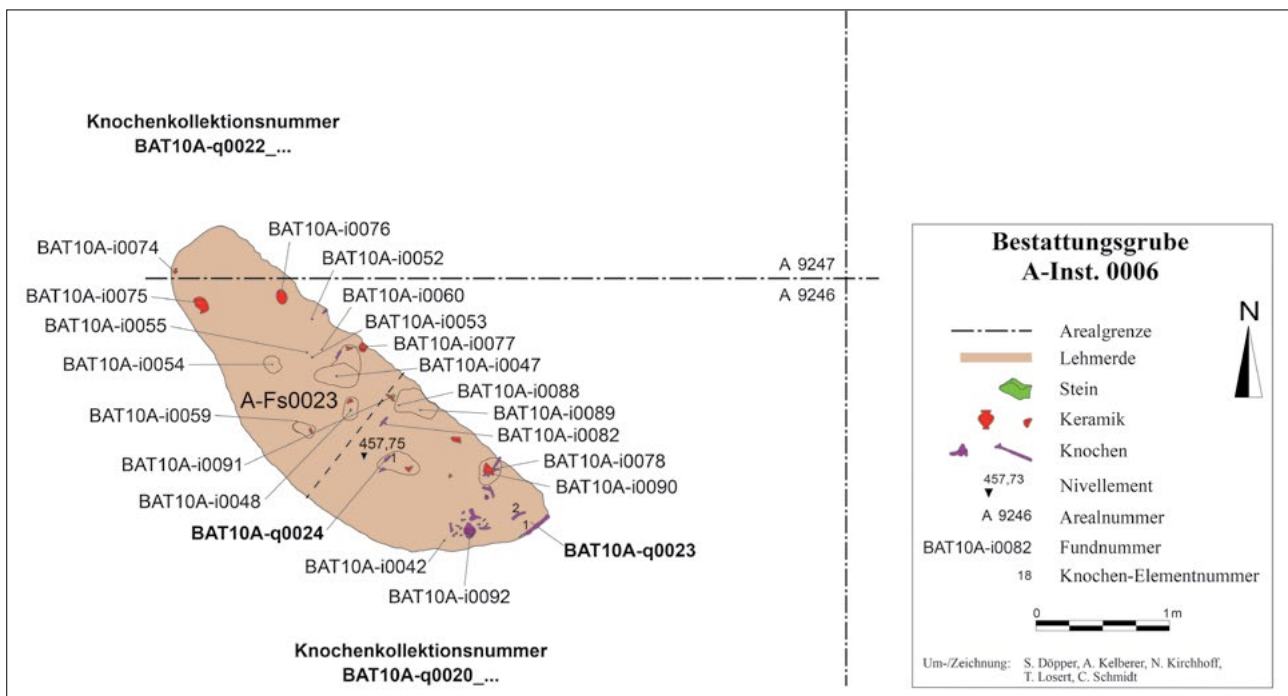 Knochenkollektionsnummer
BAT10A-q0022_...
BAT10A-i0076
BAT10A-i0074
BAT10A-i0052
A 9247
BAT10A-i0075
BAT10A-i0060
A 9246
BAT10A-i0055
BAT10A-i0053
BAT10A-i0077
BAT10A-i0054
BAT10A-i0047
A-Fs0023
BAT10A-i0088
BAT10A-i0059
BAT10A-i0089
BAT10A-i0082
457,75
1
BAT10A-i0091
BAT10A-i0078
BAT10A-i0090
BAT10A-i0048
2
BAT10A-q0024
1
BAT10A-q0023
BAT10A-i0042
BAT10A-i0092
Knochenkollektionsnummer
BAT10A-q0020_...
Bestattungsgrube
A-Inst. 0006
N
Arealgrenze
Lehmerde
Stein
Keramik
Knochen
457,73 Nivellement
A 9246 Arealnummer
BAT10A-i0082 Fundnummer
18 Knochen-Elementnummer
0 1m
Um-/Zeichnung: S. Döpper, A. Kelberer, N. Kirchhoff,
T. Losert, C. Schmidt